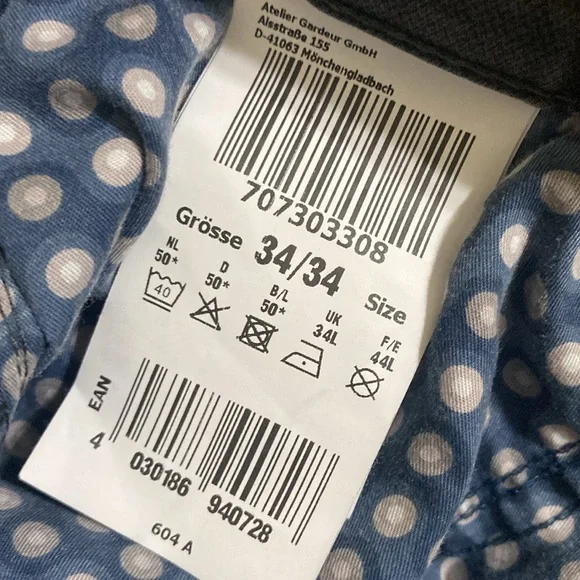 Atelier Gardeur GmbH
Alsstraße 155
D-41063 Mönchengladbach
707303308
Grösse 34/34 Size
NL D B/L UK F/E
50* 50* 50* 34L 44L
40
EAN
4 030186 940728
604 A